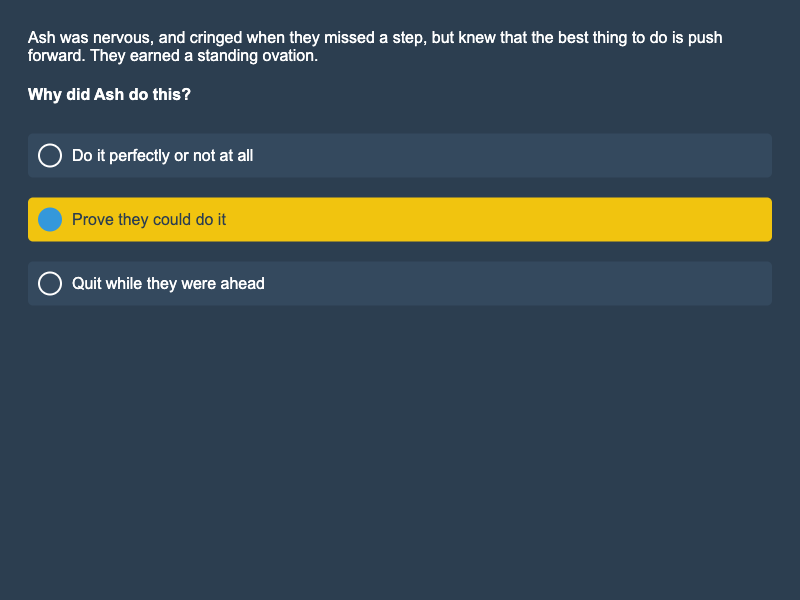 Ash was nervous, and cringed when they missed a step, but knew that the best thing to do is push
forward. They earned a standing ovation.
Why did Ash do this?
Do it perfectly or not at all
Prove they could do it
Quit while they were ahead